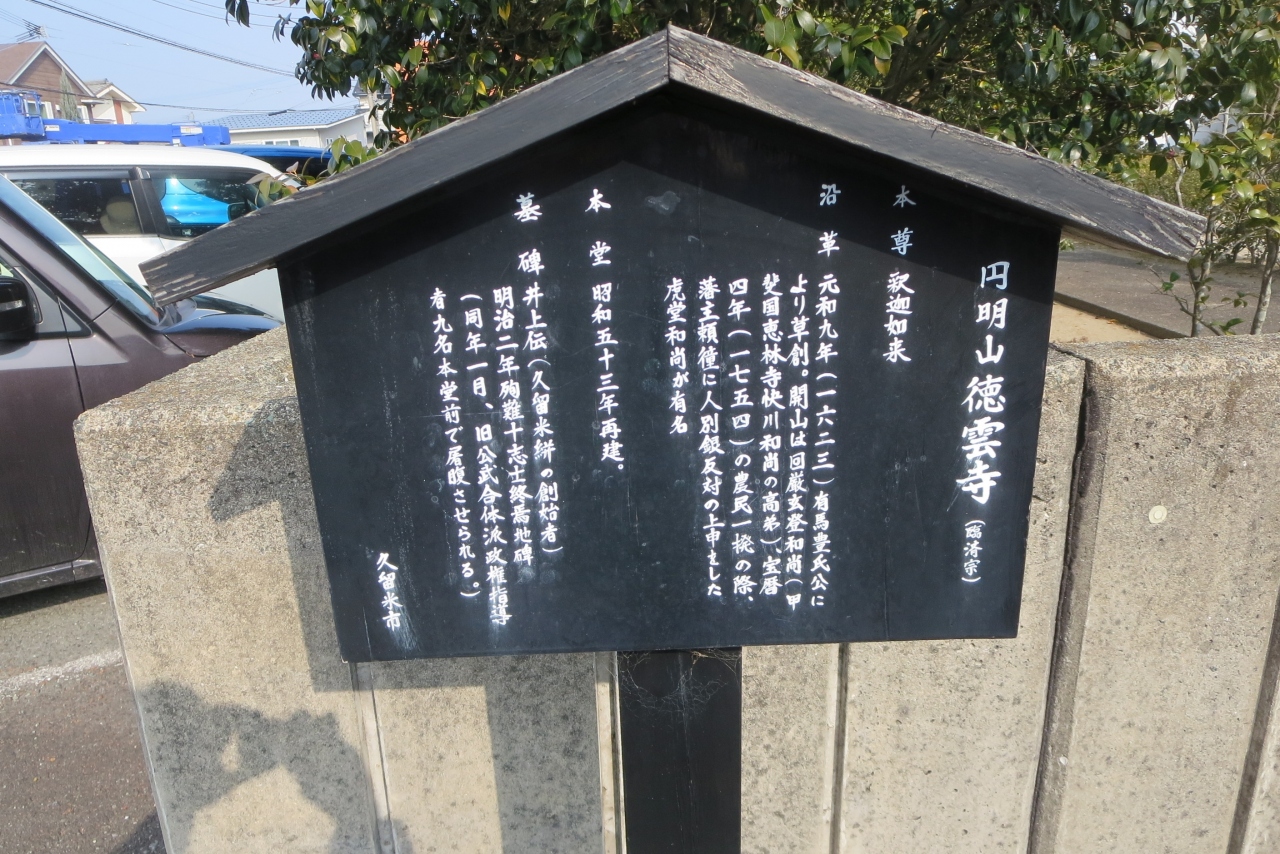 円明山徳雲寺(臨済宗)
本尊 釈迦如来
沿革 元和九年(一六二三)有馬豊氏公に
より草創。開山は回厳玄登和尚(甲
斐国恵林寺快川和尚の高弟)、宝暦
四年(一七五四)の農民一揆の際、
藩主頼徸に人別銀反対の上申をした
虎堂和尚が有名
本堂 昭和五十三年再建。
墓碑 井上伝(久留米絣の創始者)
明治二年殉難十志士終焉地碑
(同年一月、旧公武合体派政権指導
者九名本堂前で屠腹させられる。)
久留米市